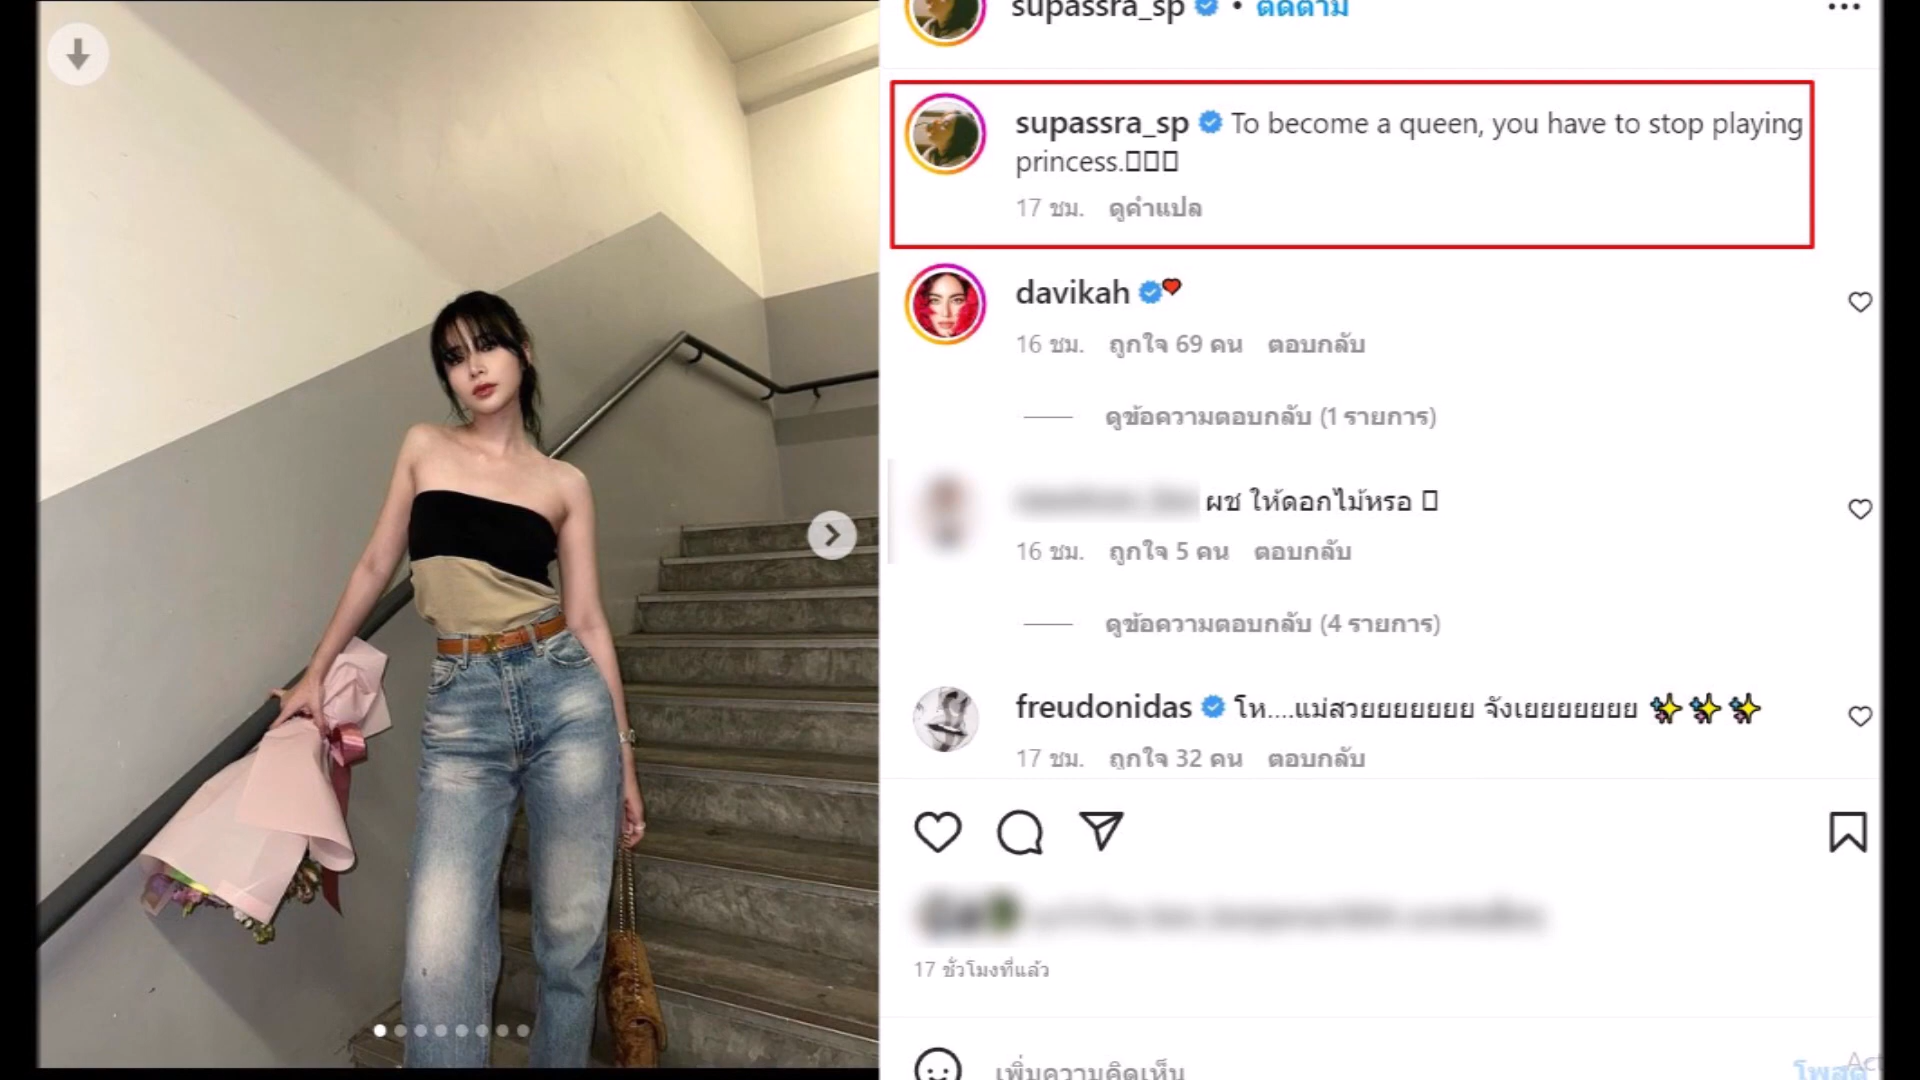 supassra_sp • ติดตาม
supassra_sp To become a queen, you have to stop playing
princess.
17 ชม. ดูคำแปล
davikah
16 ชม. ถูกใจ 69 คน ตอบกลับ
ดูข้อความตอบกลับ (1 รายการ)
ผช ให้ดอกไม้หรอ
16 ชม. ถูกใจ 5 คน ตอบกลับ
ดูข้อความตอบกลับ (4 รายการ)
freudonidas โห....แม่สวยยยยยยย จังเยยยยยยย ✨✨✨
17 ชม. ถูกใจ 32 คน ตอบกลับ
17 ชั่วโมงที่แล้ว
เพิ่มความคิดเห็น
โพสต์